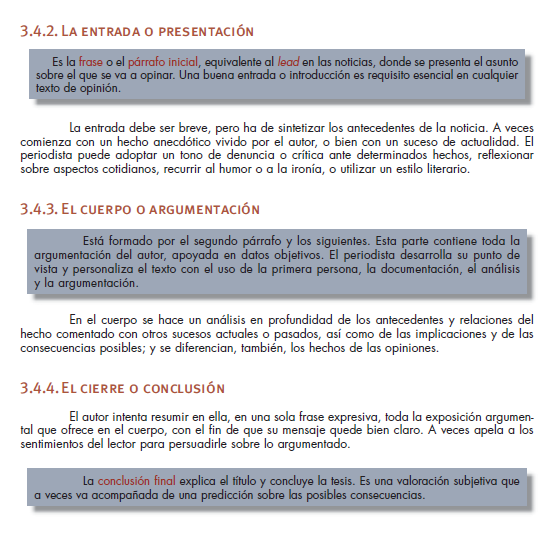 3.4.2. La entrada o presentación
Es la frase o el párrafo inicial, equivalente al lead en las noticias, donde se presenta el asunto
sobre el que se va a opinar. Una buena entrada o introducción es requisito esencial en cualquier
texto de opinión.
La entrada debe ser breve, pero ha de sintetizar los antecedentes de la noticia. A veces
comienza con un hecho anecdótico vivido por el autor, o bien con un suceso de actualidad. El
periodista puede adoptar un tono de denuncia o crítica ante determinados hechos, reflexionar
sobre aspectos cotidianos, recurrir al humor o a la ironía, o utilizar un estilo literario.
3.4.3. El cuerpo o argumentación
Está formado por el segundo párrafo y los siguientes. Esta parte contiene toda la
argumentación del autor, apoyada en datos objetivos. El periodista desarrolla su punto de
vista y personaliza el texto con el uso de la primera persona, la documentación, el análisis
y la argumentación.
En el cuerpo se hace un análisis en profundidad de los antecedentes y relaciones del
hecho comentado con otros sucesos actuales o pasados, así como de las implicaciones y de las
consecuencias posibles; y se diferencian, también, los hechos de las opiniones.
3.4.4. El cierre o conclusión
El autor intenta resumir en ella, en una sola frase expresiva, toda la exposición argumen-
tal que ofrece en el cuerpo, con el fin de que su mensaje quede bien claro. A veces apela a los
sentimientos del lector para persuadirle sobre lo argumentado.
La conclusión final explica el título y concluye la tesis. Es una valoración subjetiva que
a veces va acompañada de una predicción sobre las posibles consecuencias.